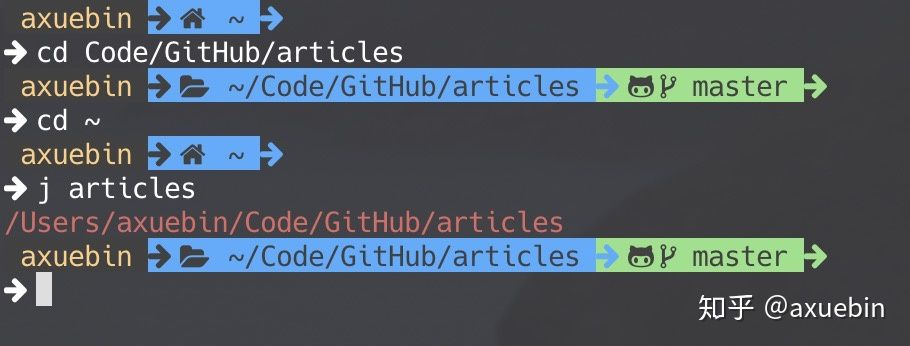 axuebin ~
cd Code/GitHub/articles
axuebin ~/Code/GitHub/articles master
cd ~
axuebin ~
j articles
/Users/axuebin/Code/GitHub/articles
axuebin ~/Code/GitHub/articles master
知乎 @axuebin